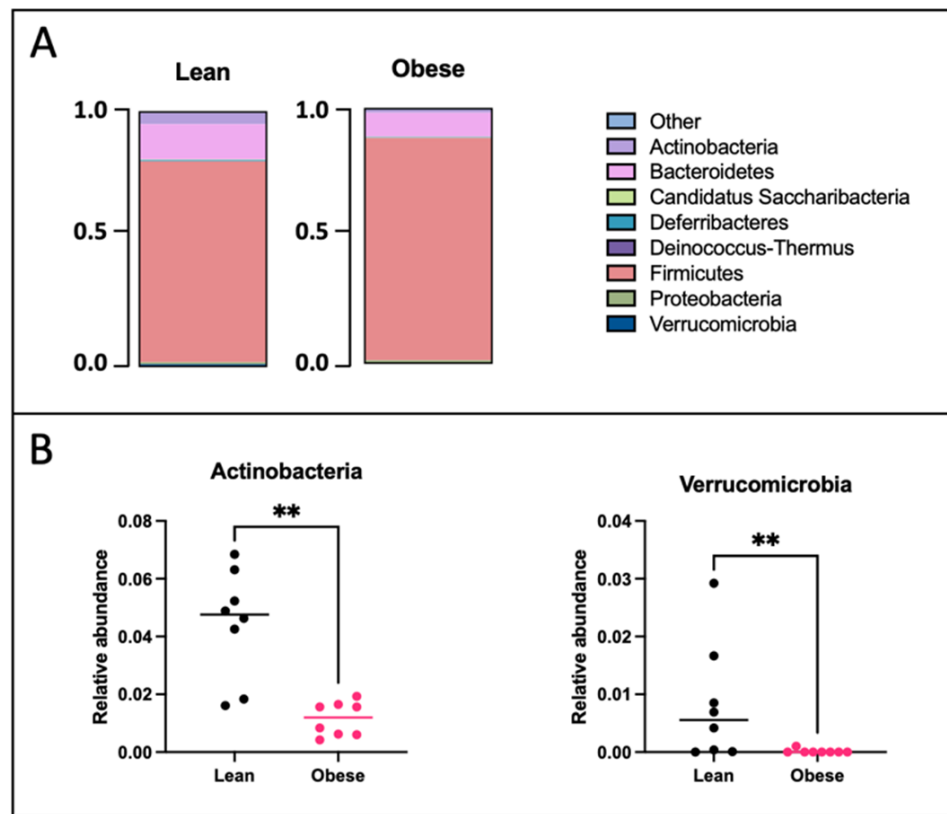 A
Lean
Obese
1.0
0.5
0.0
1.0
0.5
0.0
Other
Actinobacteria
Bacteroidetes
Candidatus Saccharibacteria
Deferribacteres
Deinococcus-Thermus
Firmicutes
Proteobacteria
Verrucomicrobia
B
Actinobacteria
**
Relative abundance
0.08
0.06
0.04
0.02
0.00
Lean
Obese
Verrucomicrobia
**
Relative abundance
0.04
0.03
0.02
0.01
0.00
Lean
Obese